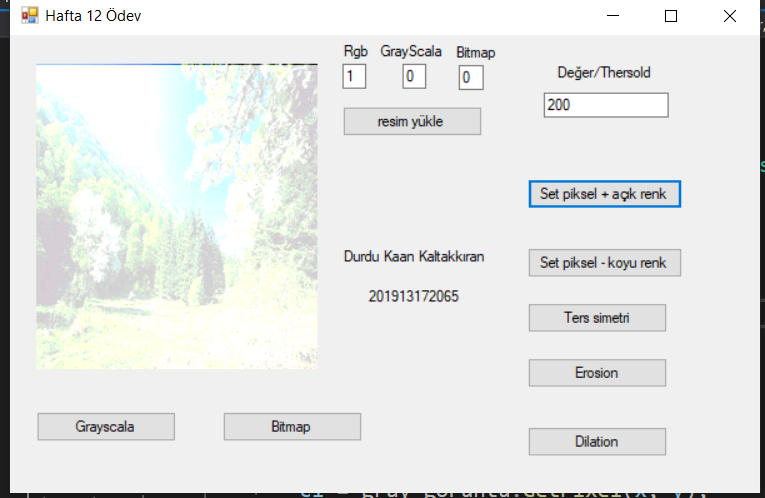 Hafta 12 Ödev
Rgb GrayScala Bitmap
1 0 0
Değer/Thersold
200
resim yükle
Set piksel + açık renk
Durdu Kaan Kaltakkıran
Set piksel - koyu renk
201913172065
Ters simetri
Erosion
Grayscala Bitmap
Dilation